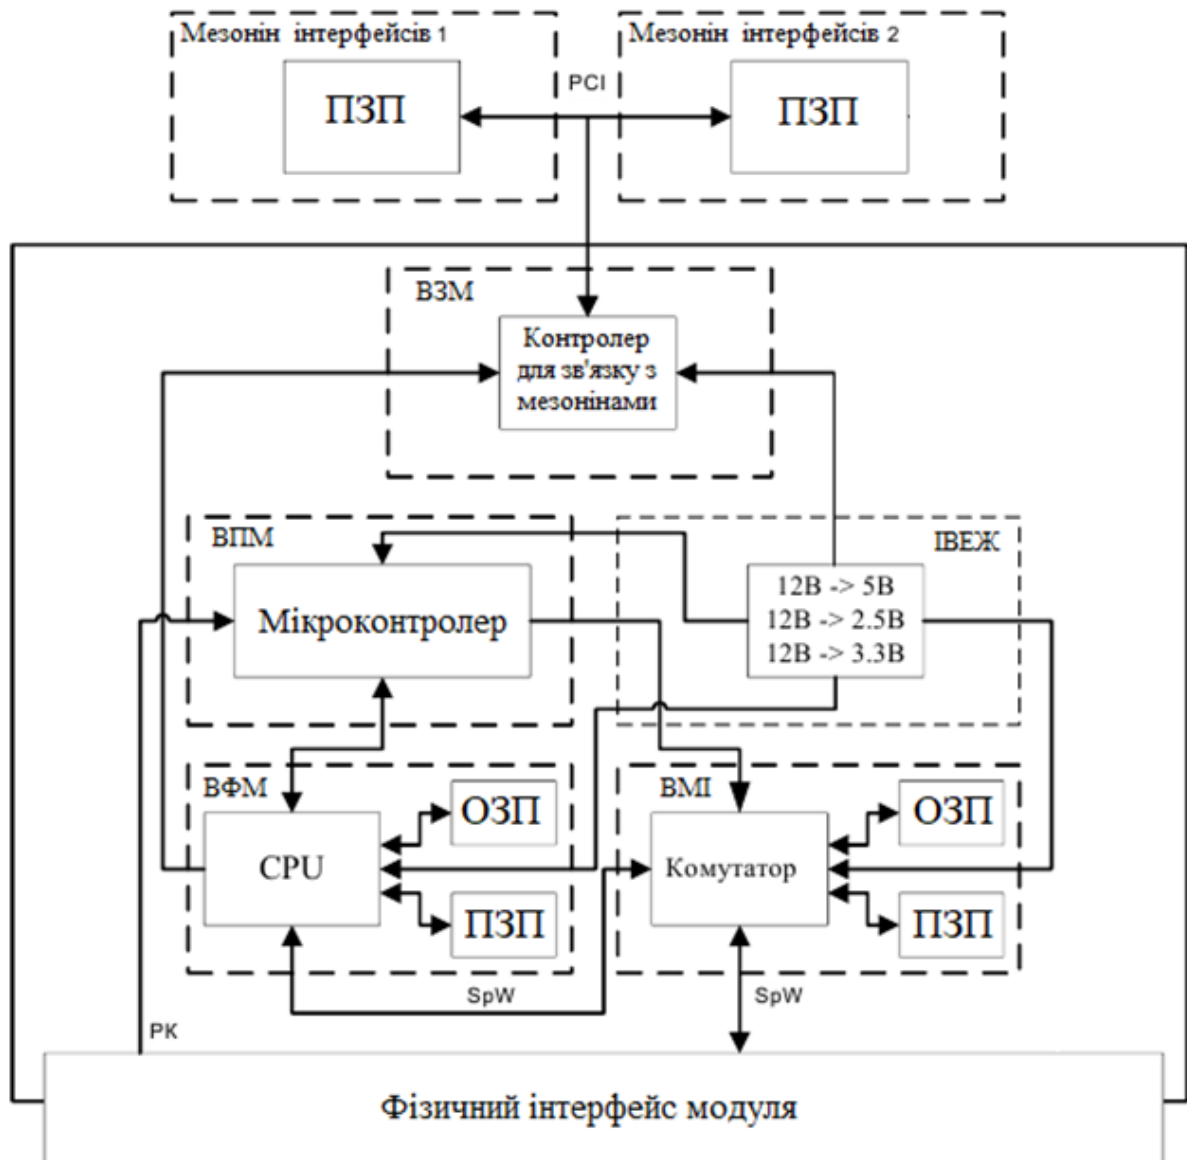 Мезонін інтерфейсів 1
Мезонін інтерфейсів 2
ПЗП
PCI
ПЗП
ВЗМ
Контролер
для зв'язку з
мезонінами
ВПМ
ІВЕЖ
Мікроконтролер
12В -> 5В
12В -> 2.5В
12В -> 3.3В
ВФМ
ОЗП
CPU
ПЗП
ВМІ
ОЗП
Комутатор
ПЗП
SpW
SpW
РК
Фізичний інтерфейс модуля